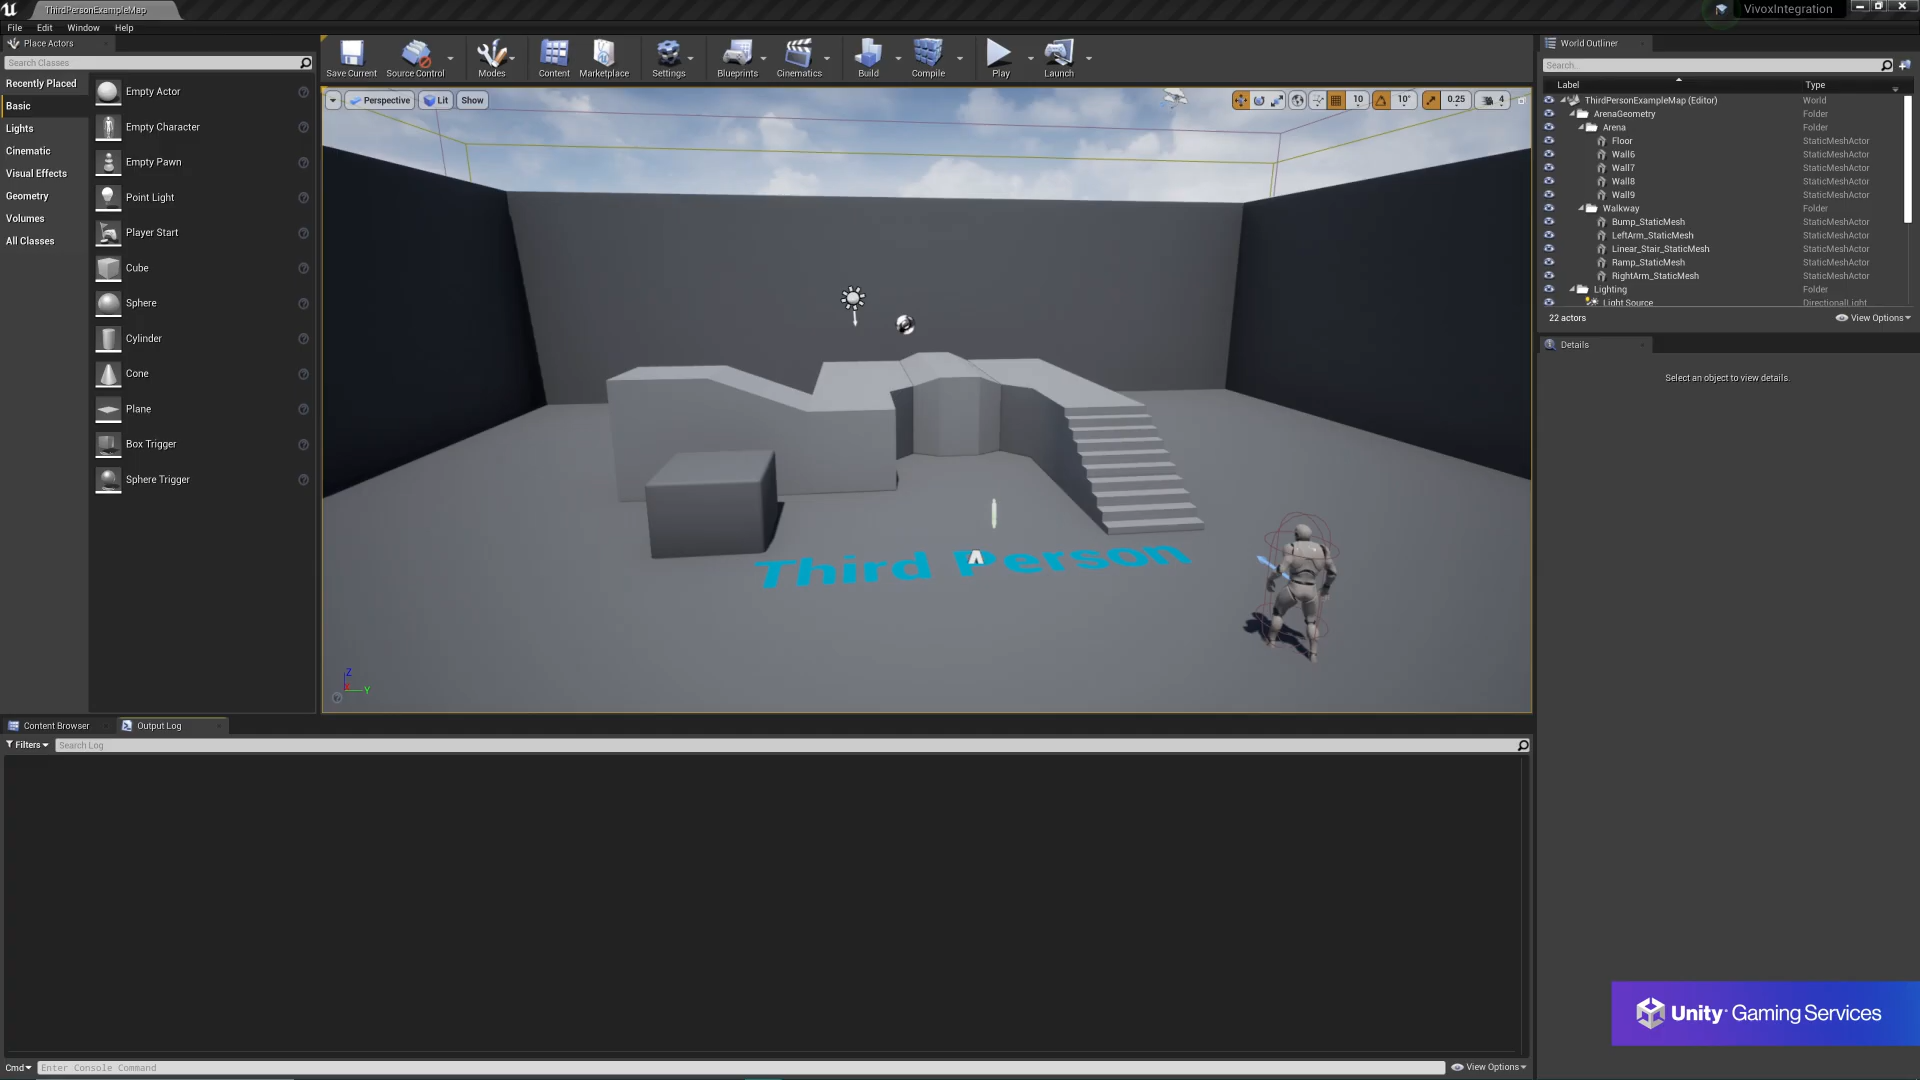 ThirdPersonExampleMap
VivoxIntegration
File Edit Window Help
Place Actors
Search Classes
Recently Placed
Basic
Lights
Cinematic
Visual Effects
Geometry
Volumes
All Classes
Empty Actor
Empty Character
Empty Pawn
Point Light
Player Start
Cube
Sphere
Cylinder
Cone
Plane
Box Trigger
Sphere Trigger
Save Current Source Control Modes Content Marketplace Settings Blueprints Cinematics Build Compile Play Launch
Perspective Lit Show
10 10° 0.25 4
Third Person
Z
Y
World Outliner
Search...
Label Type
ThirdPersonExampleMap (Editor) World
ArenaGeometry Folder
Arena Folder
Floor StaticMeshActor
Wall6 StaticMeshActor
Wall7 StaticMeshActor
Wall8 StaticMeshActor
Wall9 StaticMeshActor
Walkway Folder
Bump_StaticMesh StaticMeshActor
LeftArm_StaticMesh StaticMeshActor
Linear_Stair_StaticMesh StaticMeshActor
Ramp_StaticMesh StaticMeshActor
RightArm_StaticMesh StaticMeshActor
Lighting Folder
Light Source DirectionalLight
22 actors View Options
Details
Select an object to view details.
Content Browser Output Log
Filters Search Log
Unity Gaming Services
Cmd Enter Console Command View Options